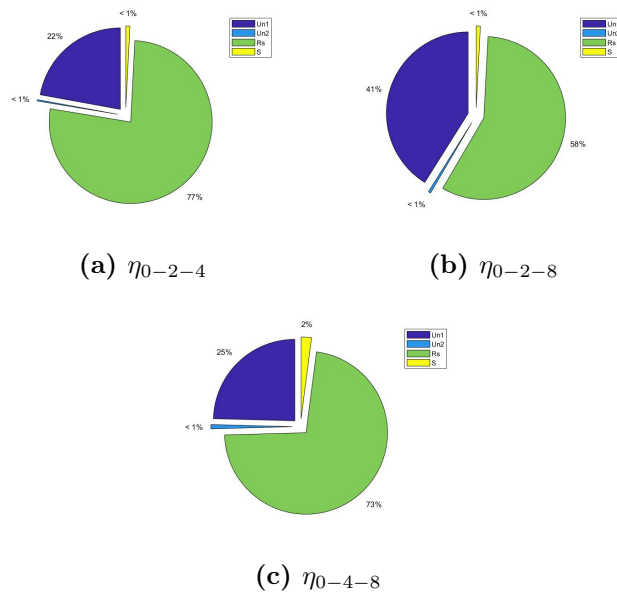 < 1%
22%
< 1%
77%
Un1
Un2
Rs
S
(a) η0−2−4
< 1%
41%
< 1%
58%
Un1
Un2
Rs
S
(b) η0−2−8
2%
25%
< 1%
73%
Un1
Un2
Rs
S
(c) η0−4−8